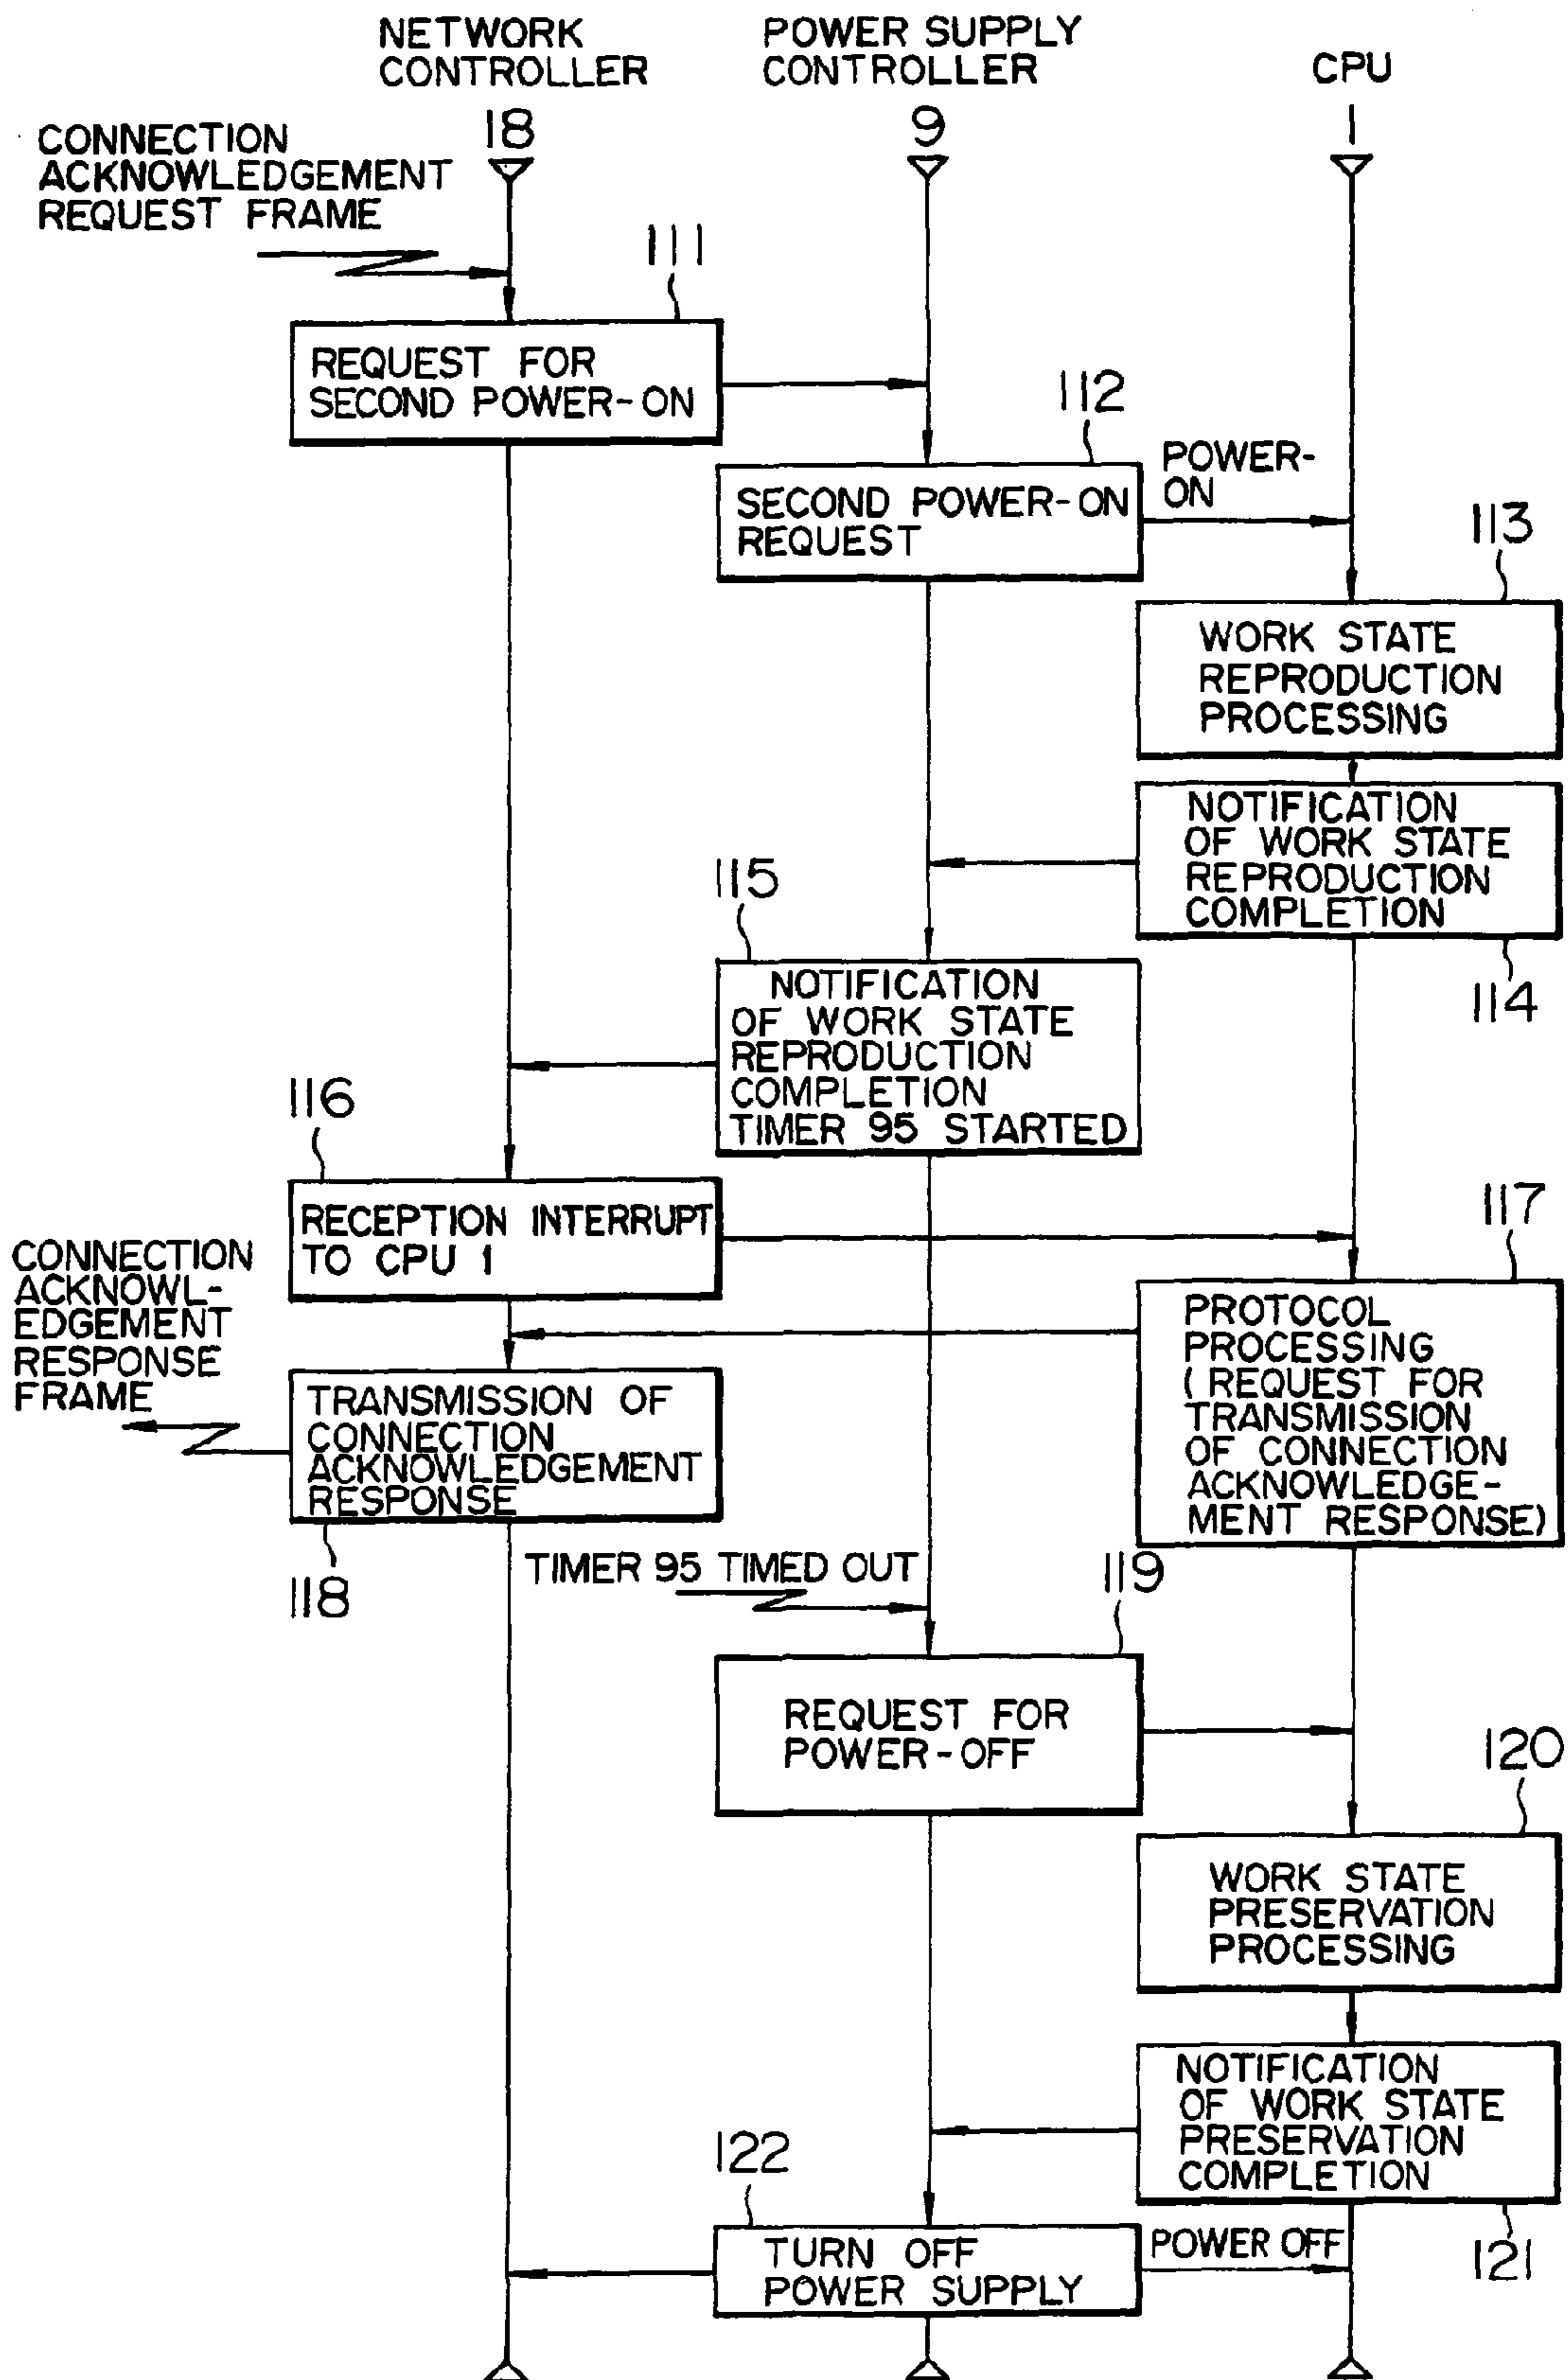 NETWORK
CONTROLLER
18
POWER SUPPLY
CONTROLLER
9
CPU
1
CONNECTION
ACKNOWLEDGEMENT
REQUEST FRAME
111
REQUEST FOR
SECOND POWER-ON
112
SECOND POWER-ON
REQUEST
POWER-
ON
113
WORK STATE
REPRODUCTION
PROCESSING
NOTIFICATION
OF WORK STATE
REPRODUCTION
COMPLETION
114
115
NOTIFICATION
OF WORK STATE
REPRODUCTION
COMPLETION
TIMER 95 STARTED
116
RECEPTION INTERRUPT
TO CPU 1
117
PROTOCOL
PROCESSING
(REQUEST FOR
TRANSMISSION
OF CONNECTION
ACKNOWLEDGE-
MENT RESPONSE)
CONNECTION
ACKNOWL-
EDGEMENT
RESPONSE
FRAME
TRANSMISSION OF
CONNECTION
ACKNOWLEDGEMENT
RESPONSE
118
TIMER 95 TIMED OUT
119
REQUEST FOR
POWER-OFF
120
WORK STATE
PRESERVATION
PROCESSING
NOTIFICATION
OF WORK STATE
PRESERVATION
COMPLETION
121
122
TURN OFF
POWER SUPPLY
POWER OFF